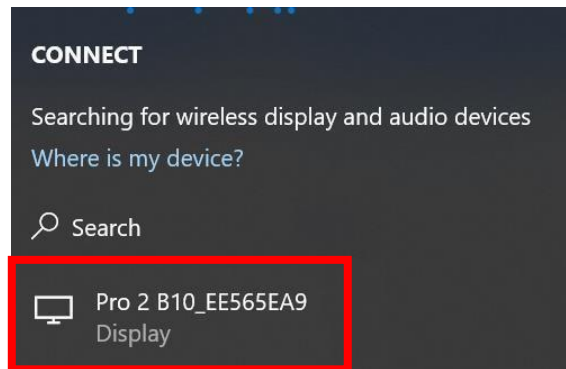 CONNECT
Searching for wireless display and audio devices
Where is my device?
Search
Pro 2 B10_EE565EA9
Display